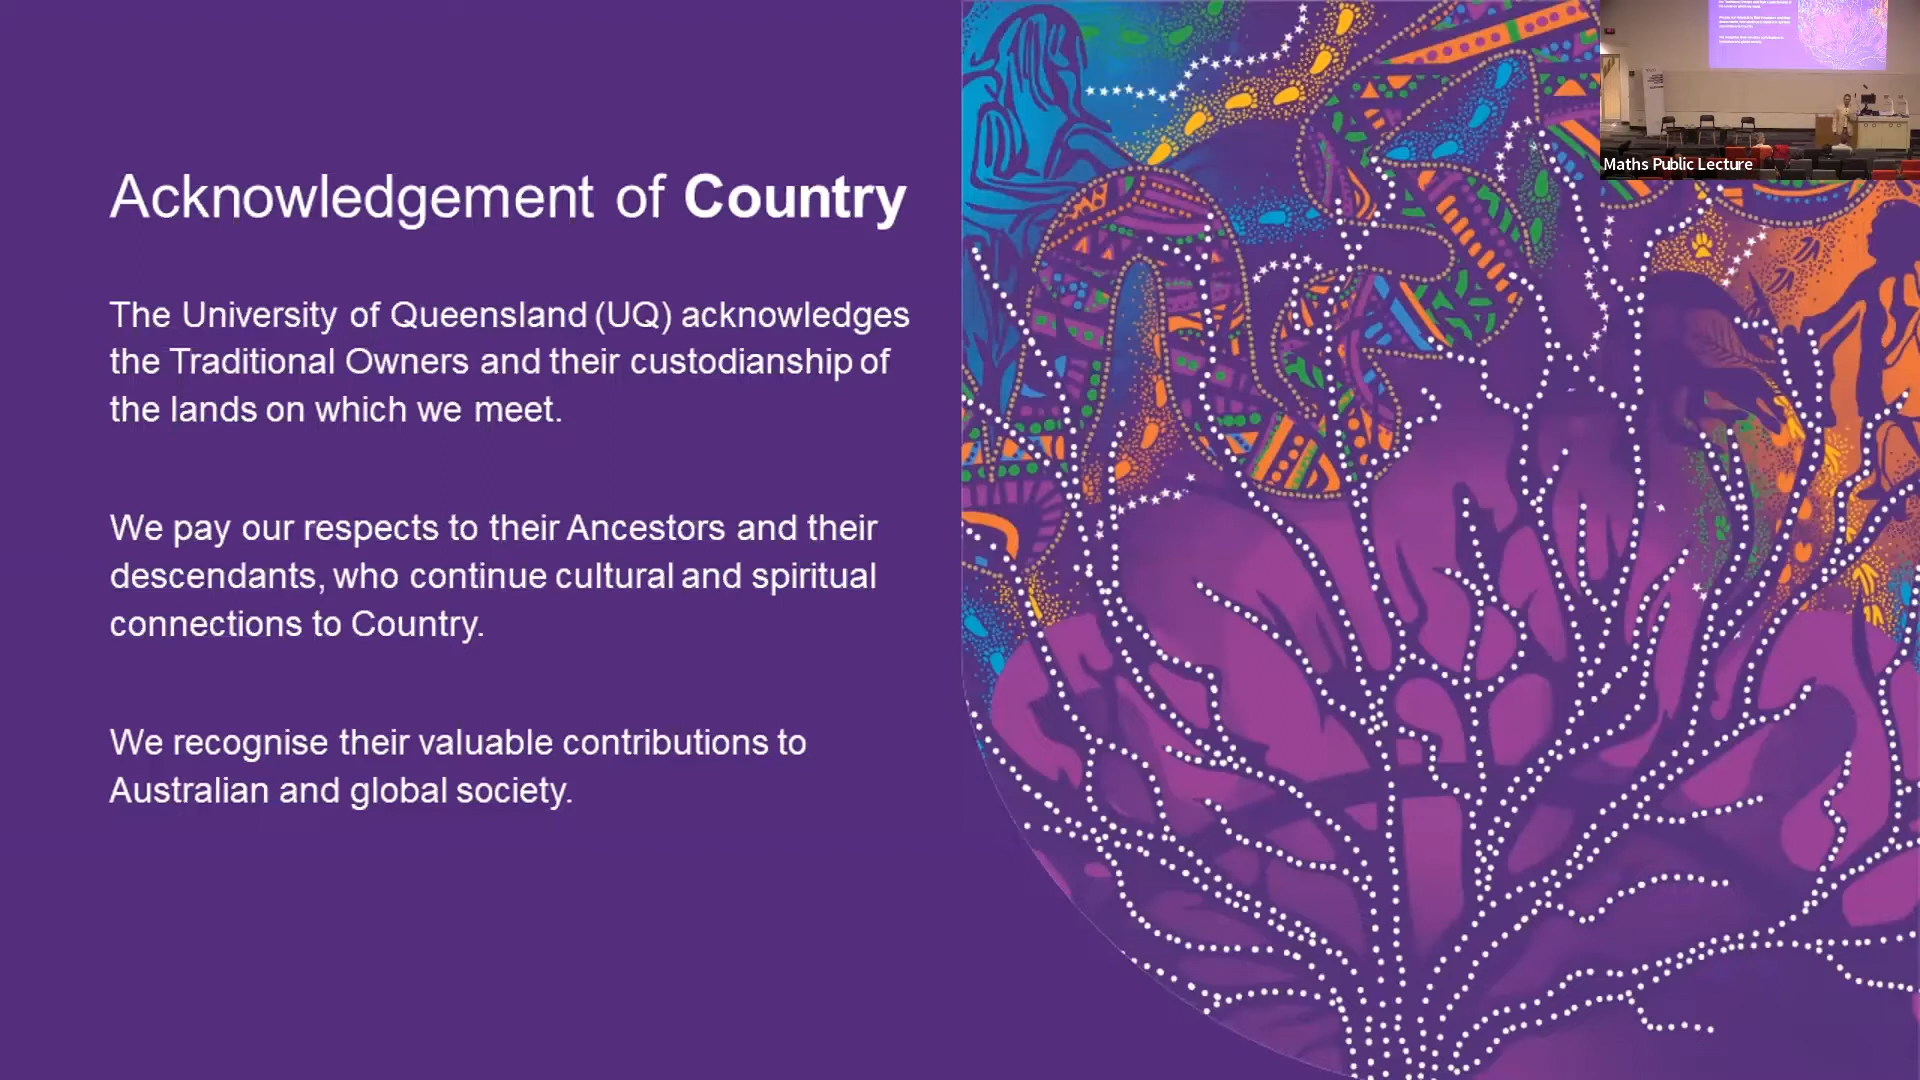 Acknowledgement of Country
The University of Queensland (UQ) acknowledges
the Traditional Owners and their custodianship of
the lands on which we meet.
We pay our respects to their Ancestors and their
descendants, who continue cultural and spiritual
connections to Country.
We recognise their valuable contributions to
Australian and global society.
Maths Public Lecture